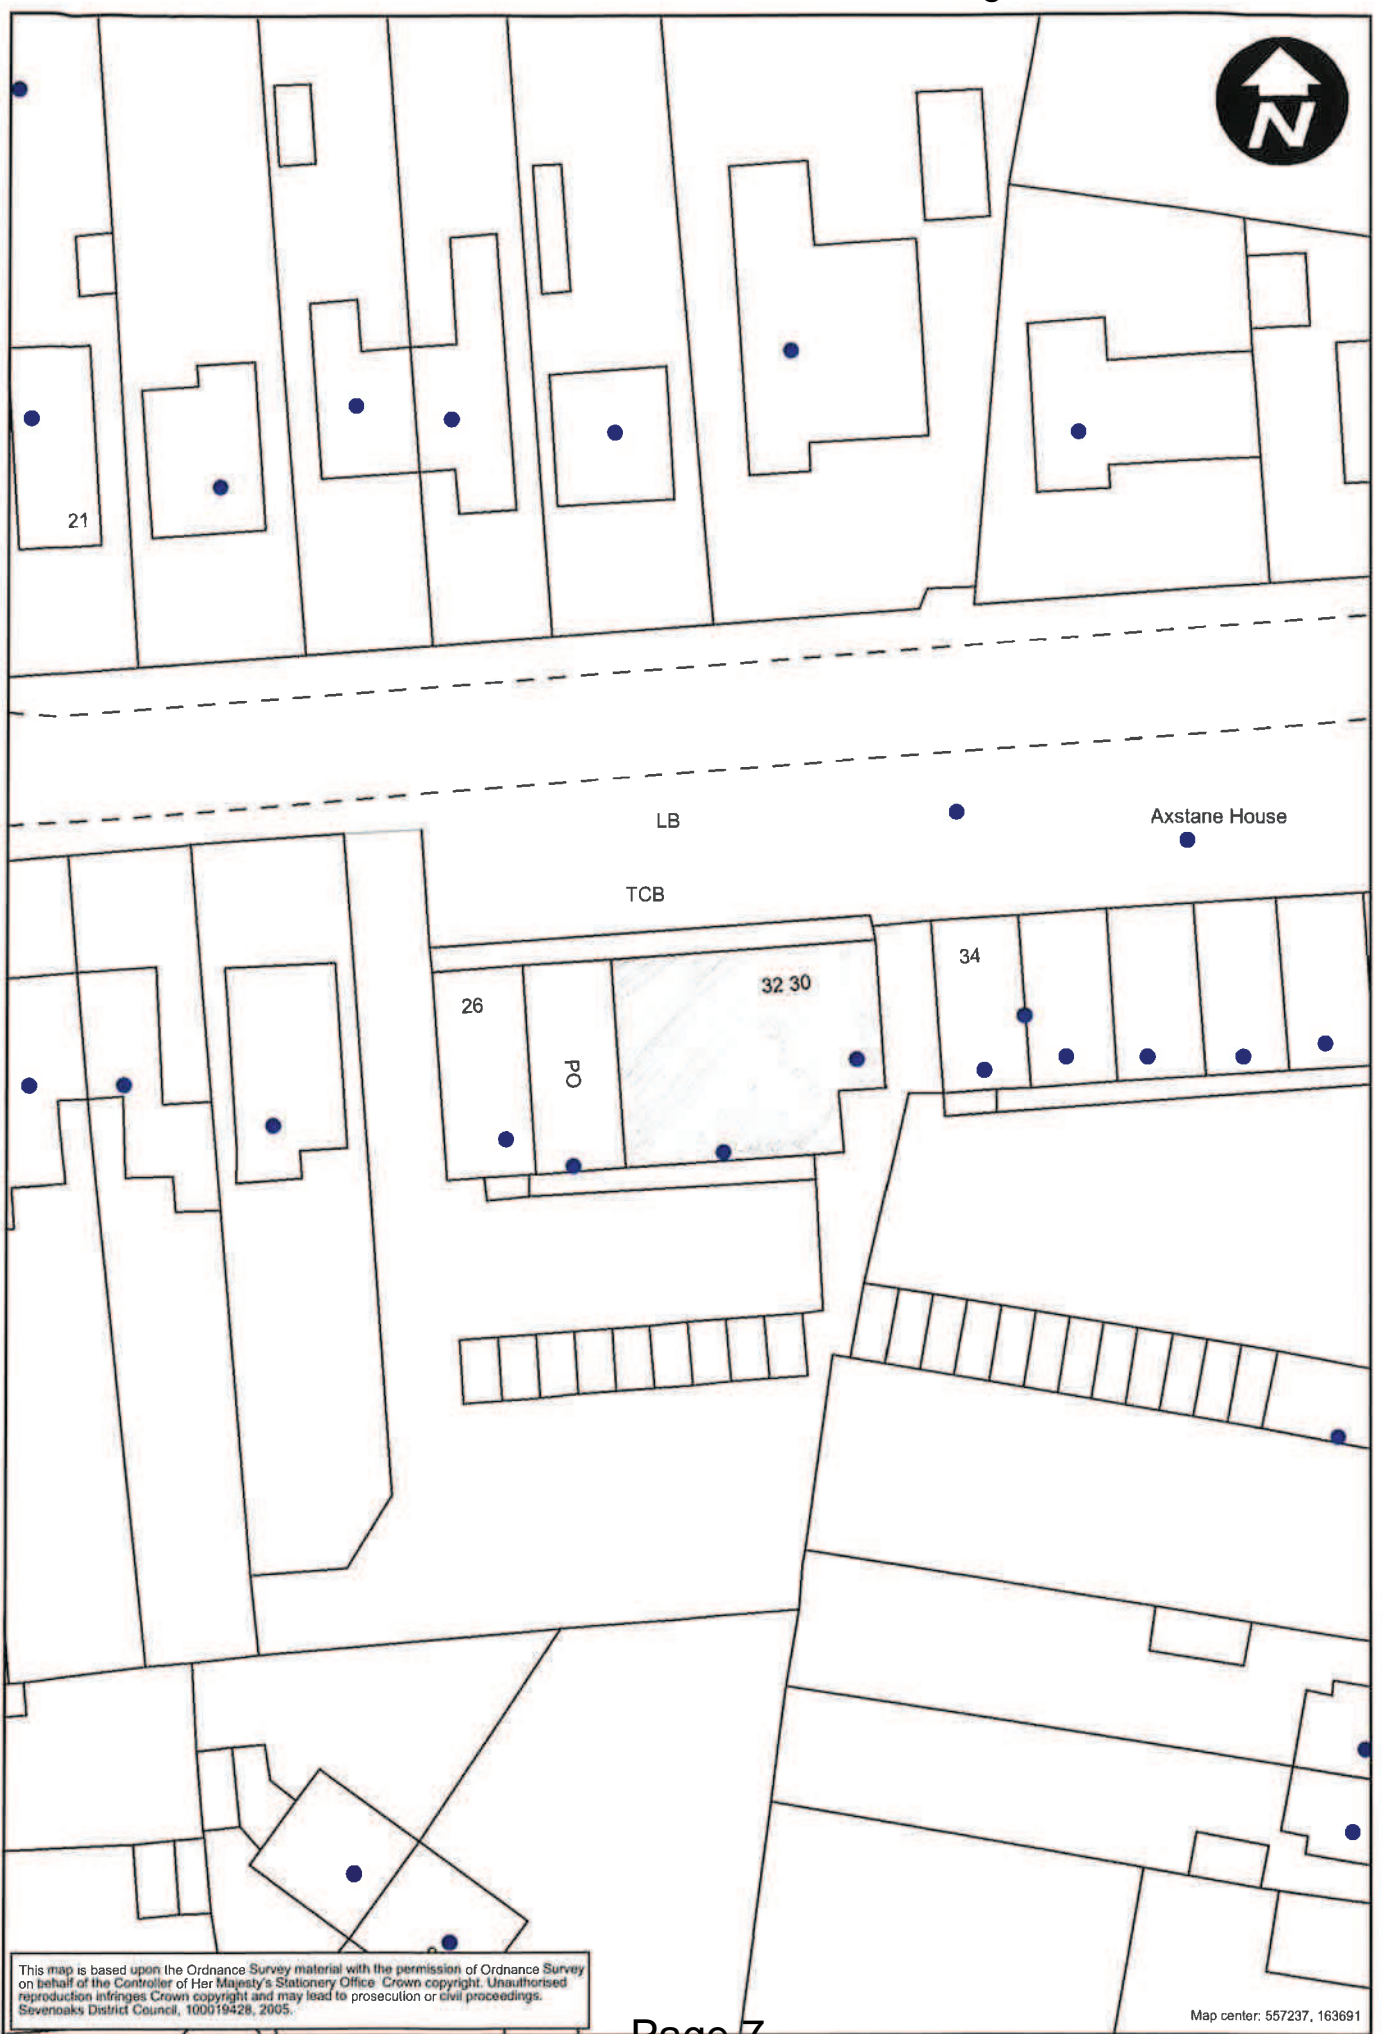 N
21
LB
Axstane House
TCB
34
32 30
26
PO
This map is based upon the Ordnance Survey material with the permission of Ordnance Survey
on behalf of the Controller of Her Majesty's Stationery Office Crown copyright. Unauthorised
reproduction infringes Crown copyright and may lead to prosecution or civil proceedings.
Sevenoaks District Council, 100019428, 2005.
Map center: 557237, 163691
Page 7